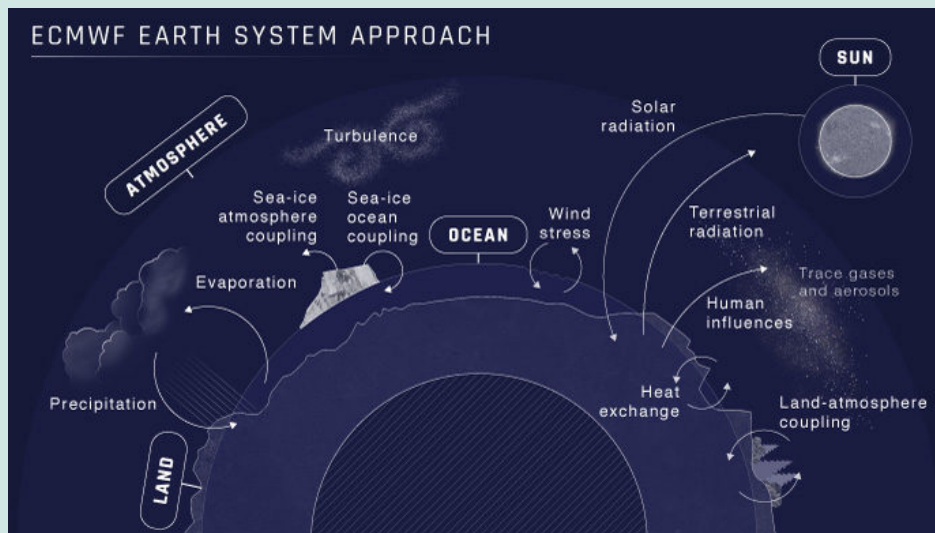 ECMWF EARTH SYSTEM APPROACH
SUN
ATMOSPHERE
Turbulence
Solar
radiation
Sea-ice
atmosphere
coupling
Sea-ice
ocean
coupling
OCEAN
Wind
stress
Terrestrial
radiation
Evaporation
Trace gases
and aerosols
Human
influences
Precipitation
Heat
exchange
Land-atmosphere
coupling
LAND